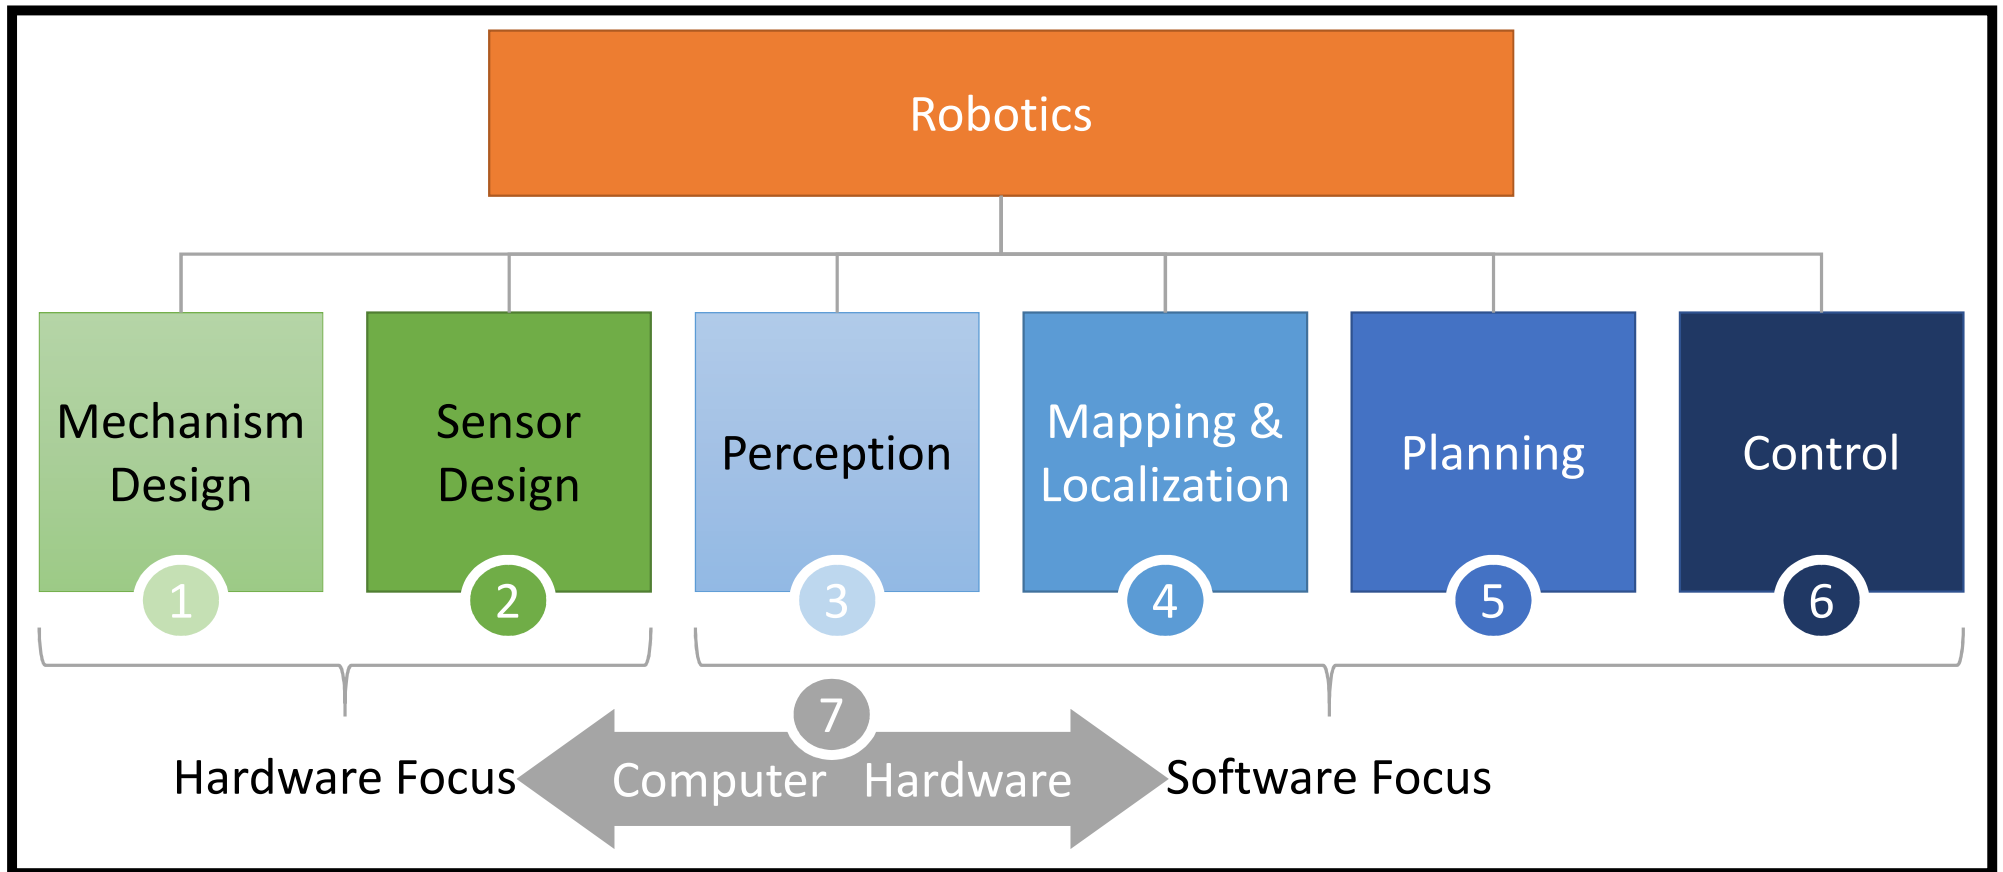 Robotics
Mechanism
Design
Sensor
Design
Perception
Mapping &
Localization
Planning
Control
1
2
3
4
5
6
7
Hardware Focus
Computer Hardware
Software Focus